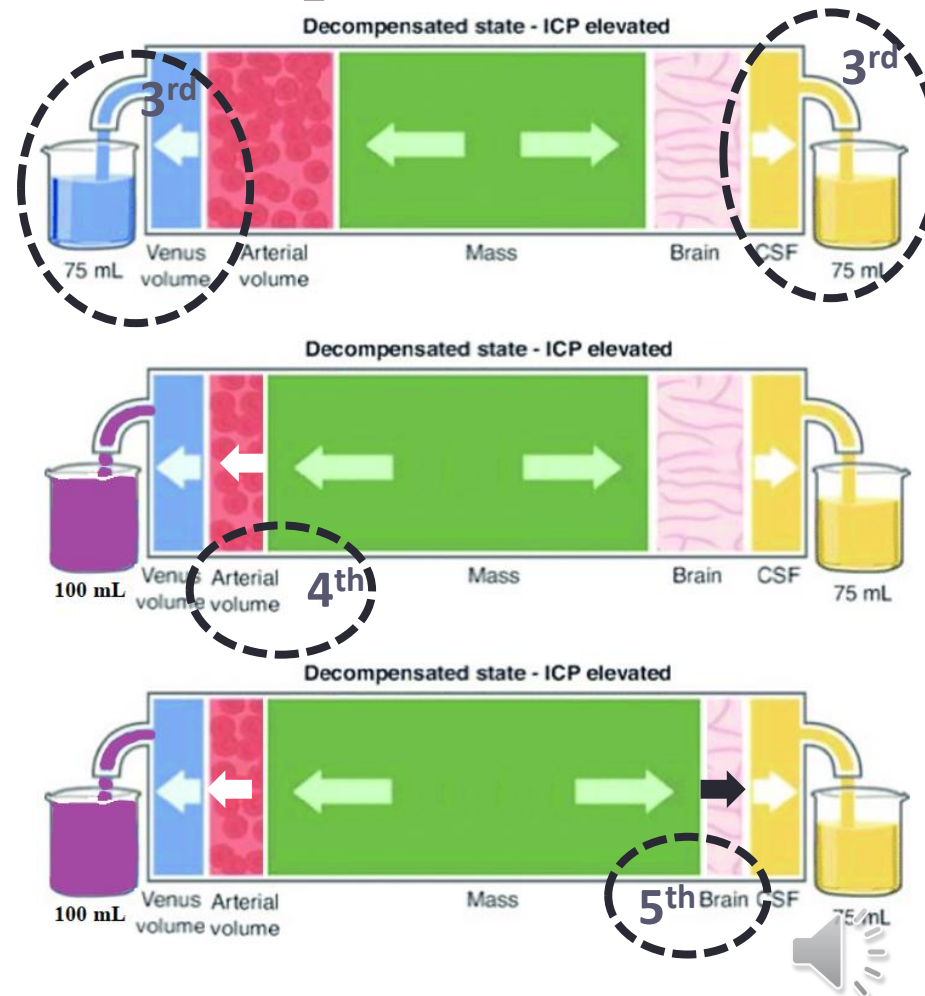 Decompensated state - ICP elevated
3rd
3rd
75 mL
Venus
volume
Arterial
volume
Mass
Brain
CSF
75 mL
Decompensated state - ICP elevated
100 mL
Venus
volume
Arterial
volume
4th
Mass
Brain
CSF
75 mL
Decompensated state - ICP elevated
100 mL
Venus
volume
Arterial
volume
Mass
5th
Brain
CSF
75 mL